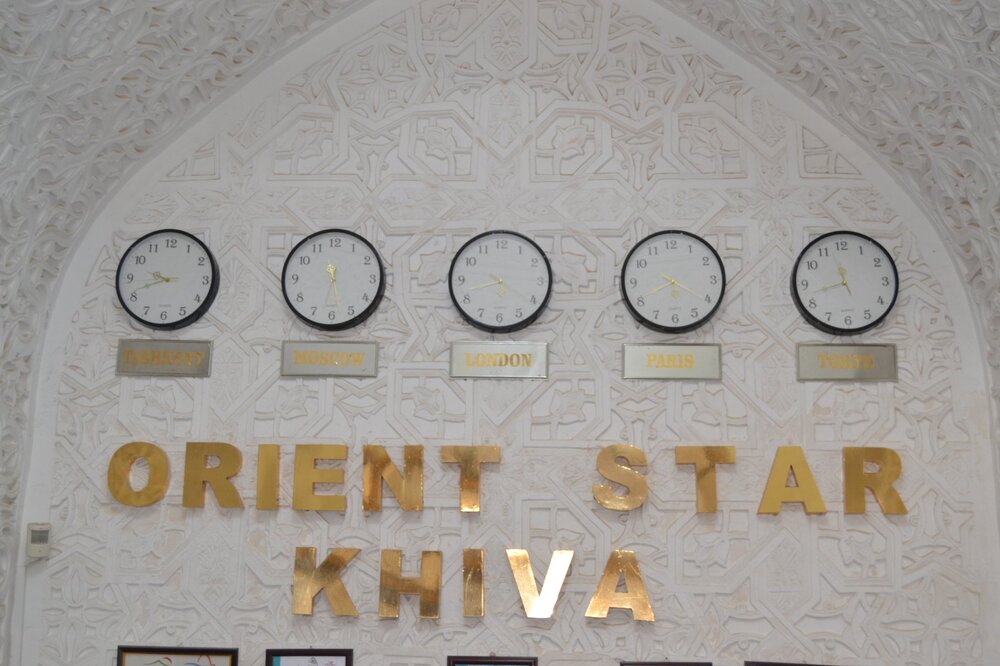 TASHKENT
MOSCOW
LONDON
PARIS
TOKYO
ORIENT STAR
KHIVA